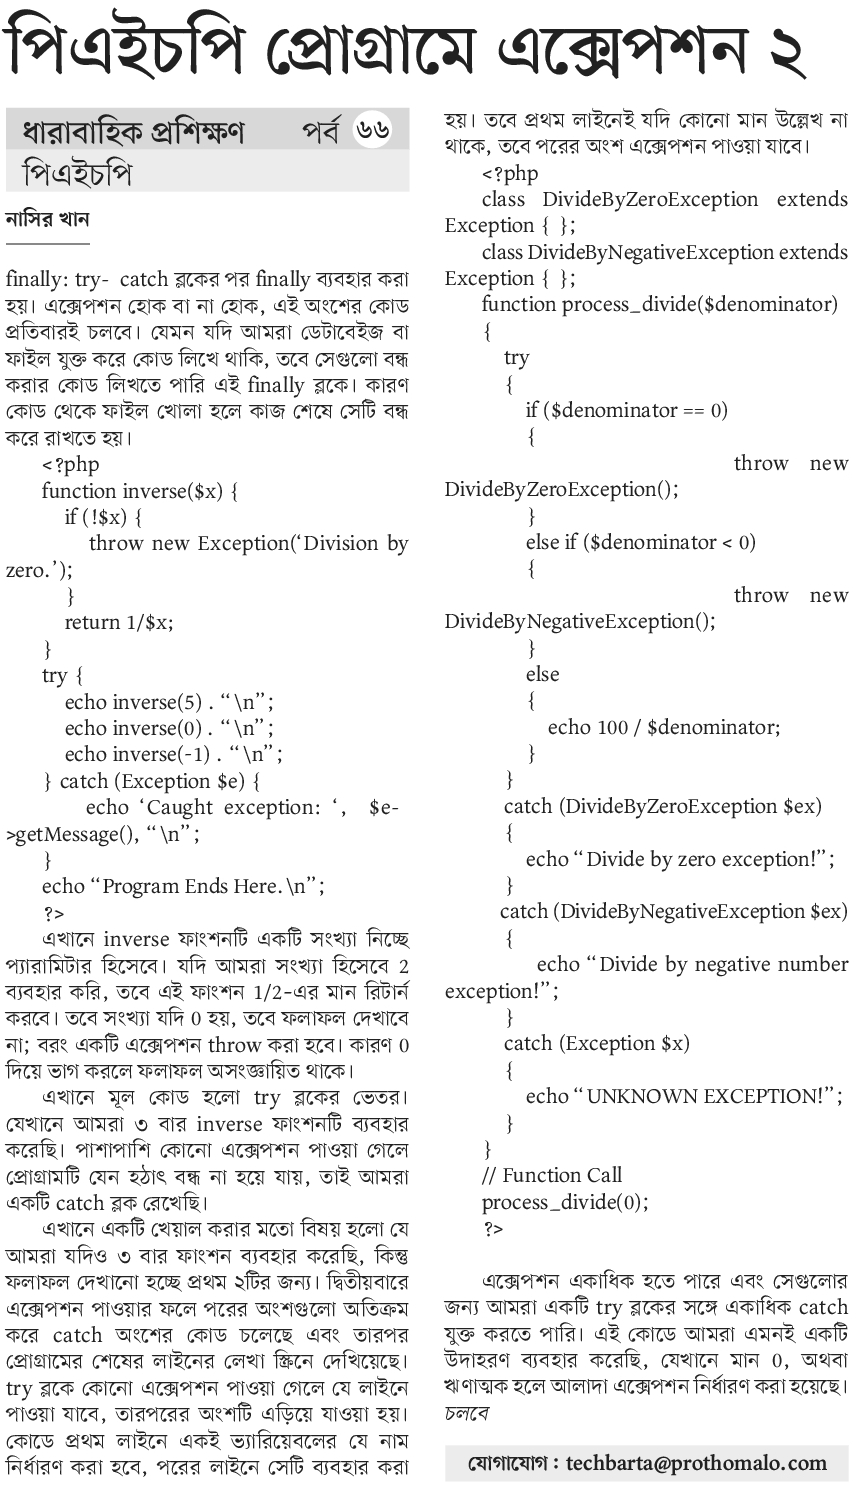 পিএইচপি প্রোগ্রামে এক্সেপশন ২
ধারাবাহিক প্রশিক্ষণ পর্ব ৬৬
পিএইচপি
নাসির খান
finally: try- catch ব্লকের পর finally ব্যবহার করা
হয়। এক্সেপশন হোক বা না হোক, এই অংশের কোড
প্রতিবারই চলবে। যেমন যদি আমরা ডেটাবেইজ বা
ফাইল যুক্ত করে কোড লিখে থাকি, তবে সেগুলো বন্ধ
করার কোড লিখতে পারি এই finally ব্লকে। কারণ
কোড থেকে ফাইল খোলা হলে কাজ শেষে সেটি বন্ধ
করে রাখতে হয়।
<?php
function inverse($x) {
if (!$x) {
throw new Exception(‘Division by
zero.’);
}
return 1/$x;
}
try {
echo inverse(5) . “\n”;
echo inverse(0) . “\n”;
echo inverse(-1) . “\n”;
} catch (Exception $e) {
echo ‘Caught exception: ‘, $e-
>getMessage(), “\n”;
}
echo “Program Ends Here.\n”;
?>
এখানে inverse ফাংশনটি একটি সংখ্যা নিচ্ছে
প্যারামিটার হিসেবে। যদি আমরা সংখ্যা হিসেবে 2
ব্যবহার করি, তবে এই ফাংশন 1/2-এর মান রিটার্ন
করবে। তবে সংখ্যা যদি 0 হয়, তবে ফলাফল দেখাবে
না; বরং একটি এক্সেপশন throw করা হবে। কারণ 0
দিয়ে ভাগ করলে ফলাফল অসংজ্ঞায়িত থাকে।
এখানে মূল কোড হলো try ব্লকের ভেতর।
যেখানে আমরা ৩ বার inverse ফাংশনটি ব্যবহার
করেছি। পাশাপাশি কোনো এক্সেপশন পাওয়া গেলে
প্রোগ্রামটি যেন হঠাৎ বন্ধ না হয়ে যায়, তাই আমরা
একটি catch ব্লক রেখেছি।
এখানে একটি খেয়াল করার মতো বিষয় হলো যে
আমরা যদিও ৩ বার ফাংশন ব্যবহার করেছি, কিন্তু
ফলাফল দেখানো হচ্ছে প্রথম ২টির জন্য। দ্বিতীয়বারে
এক্সেপশন পাওয়ার ফলে পরের অংশগুলো অতিক্রম
করে catch অংশের কোড চলেছে এবং তারপর
প্রোগ্রামের শেষের লাইনের লেখা স্ক্রিনে দেখিয়েছে।
try ব্লকে কোনো এক্সেপশন পাওয়া গেলে যে লাইনে
পাওয়া যাবে, তারপরের অংশটি এড়িয়ে যাওয়া হয়।
কোডে প্রথম লাইনে একই ভ্যারিয়েবলের যে নাম
নির্ধারণ করা হবে, পরের লাইনে সেটি ব্যবহার করা
হয়। তবে প্রথম লাইনেই যদি কোনো মান উল্লেখ না
থাকে, তবে পরের অংশ এক্সেপশন পাওয়া যাবে।
<?php
class DivideByZeroException extends
Exception { };
class DivideByNegativeException extends
Exception { };
function process_divide($denominator)
{
try
{
if ($denominator == 0)
{
throw new
DivideByZeroException();
}
else if ($denominator < 0)
{
throw new
DivideByNegativeException();
}
else
{
echo 100 / $denominator;
}
}
catch (DivideByZeroException $ex)
{
echo “Divide by zero exception!”;
}
catch (DivideByNegativeException $ex)
{
echo “Divide by negative number
exception!”;
}
catch (Exception $x)
{
echo “UNKNOWN EXCEPTION!”;
}
}
// Function Call
process_divide(0);
?>
এক্সেপশন একাধিক হতে পারে এবং সেগুলোর
জন্য আমরা একটি try ব্লকের সঙ্গে একাধিক catch
যুক্ত করতে পারি। এই কোডে আমরা এমনই একটি
উদাহরণ ব্যবহার করেছি, যেখানে মান 0, অথবা
ঋণাত্মক হলে আলাদা এক্সেপশন নির্ধারণ করা হয়েছে।
চলবে
যোগাযোগ : techbarta@prothomalo.com